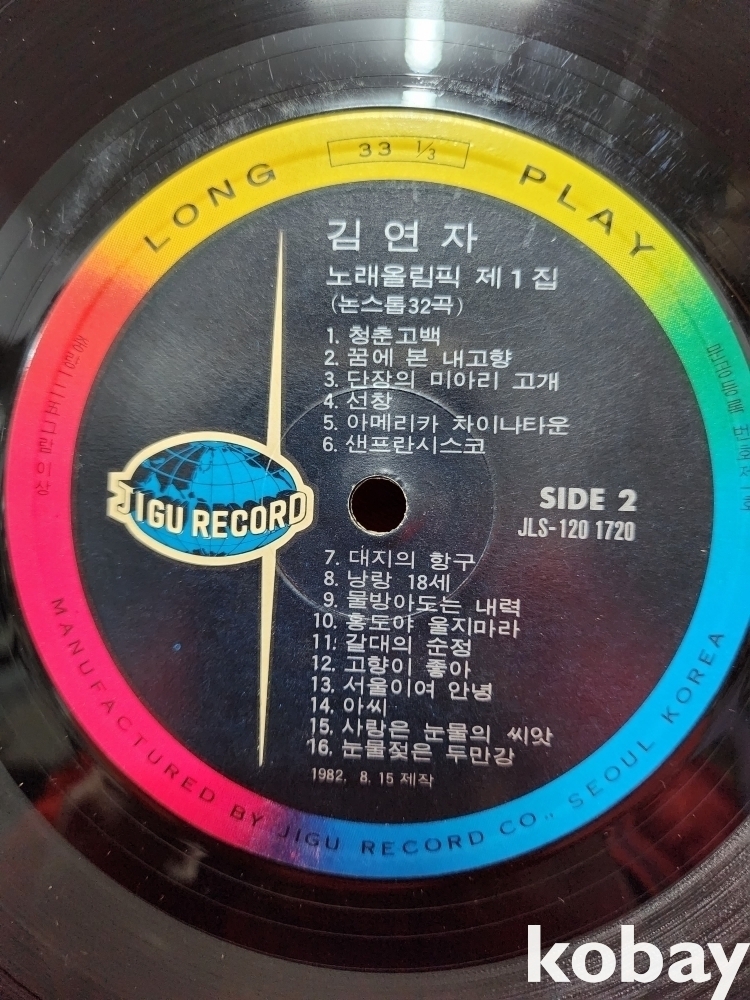 LONG PLAY
33 1/3
김연자
노래올림픽 제1집
(논스톱32곡)
1. 청춘고백
2. 꿈에 본 내고향
3. 단장의 미아리 고개
4. 선창
5. 아메리카 차이나타운
6. 샌프란시스코
JIGU RECORD
SIDE 2
JLS-120 1720
7. 대지의 항구
8. 낭랑 18세
9. 물방아도는 내력
10. 홍도야 울지마라
11. 갈대의 순정
12. 고향이 좋아
13. 서울이여 안녕
14. 아씨
15. 사랑은 눈물의 씨앗
16. 눈물젖은 두만강
1982. 8. 15 제작
MANUFACTURED BY JIGU RECORD CO., SEOUL KOREA
kobay